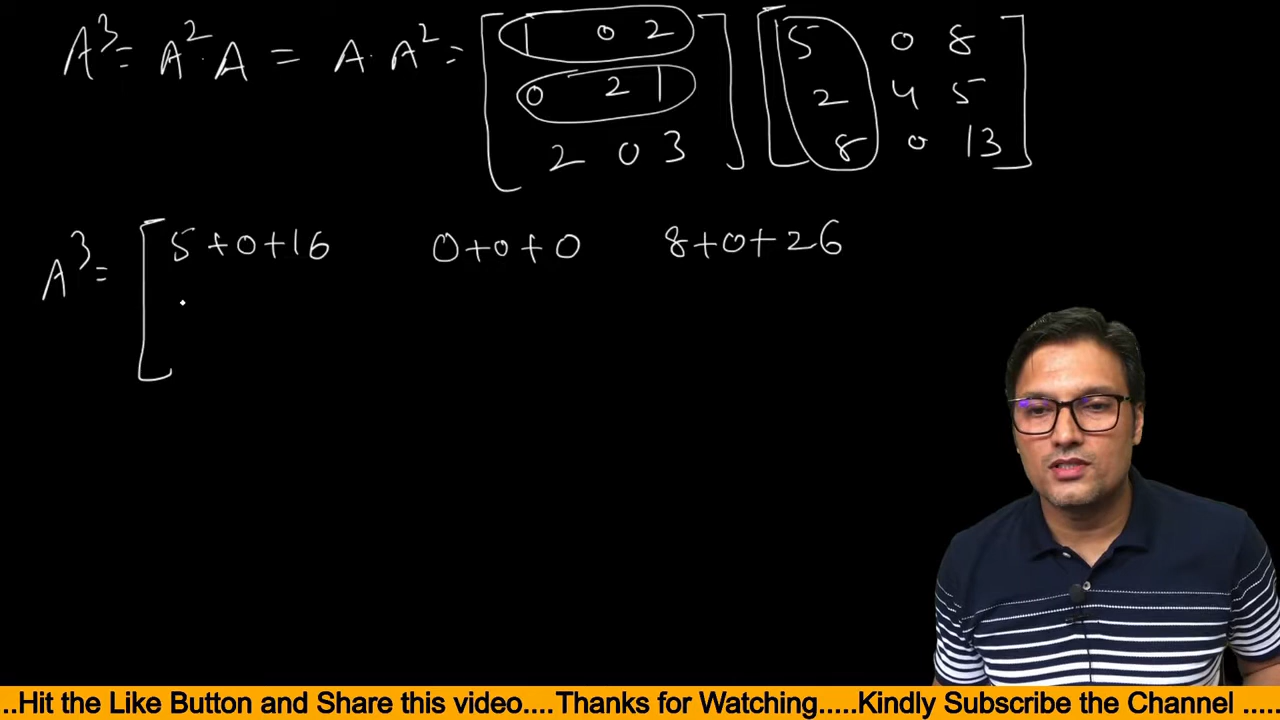 A³ = A² · A = A · A² = [1 0 2] [5 0 8]
[0 2 1] [2 4 5]
[2 0 3] [8 0 13]
A³ = [5+0+16 0+0+0 8+0+26
..Hit the Like Button and Share this video....Thanks for Watching.....Kindly Subscribe the Channel .....